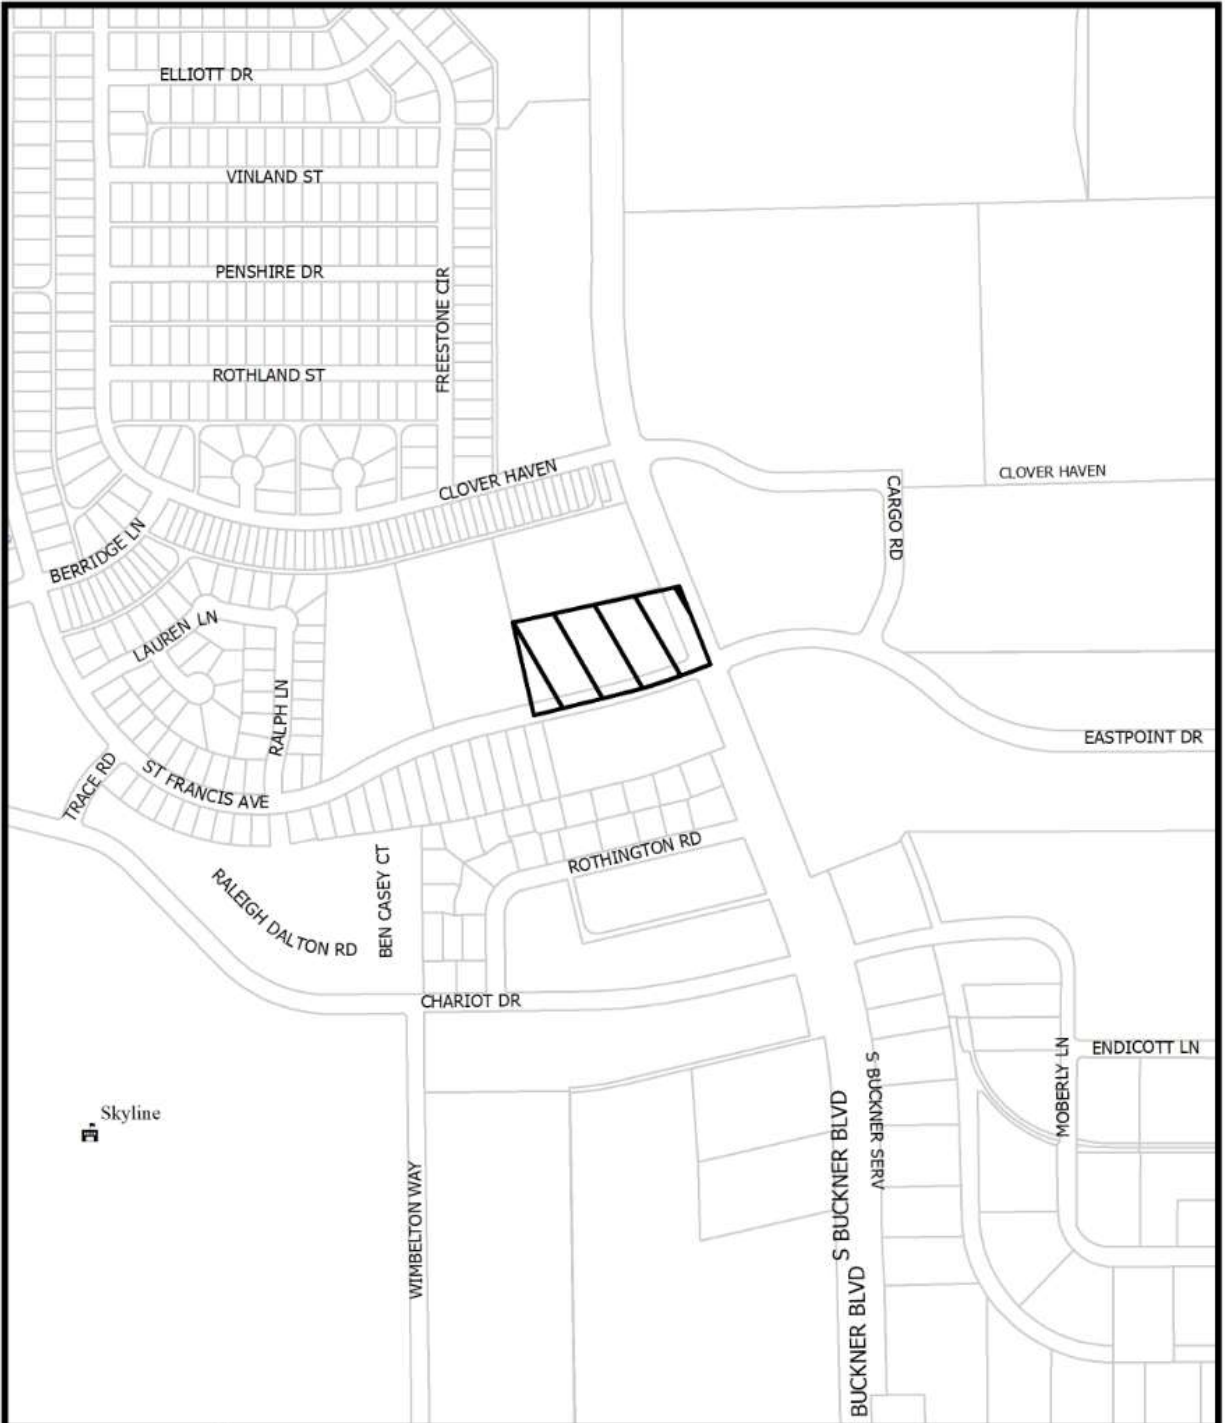 ELLIOTT DR
VINLAND ST
PENSHIRE DR
FREESTONE CIR
ROTHLAND ST
CLOVER HAVEN
CLOVER HAVEN
CARGO RD
BERRIDGE LN
LAUREN LN
RALPH LN
EASTPOINT DR
TRACE RD
ST FRANCIS AVE
ROTHINGTON RD
RALEIGH DALTON RD
BEN CASEY CT
CHARIOT DR
ENDICOTT LN
MOBERLY LN
S BUCKNER SERV
S BUCKNER BLVD
Skyline
WIMBELTON WAY
BUCKNER BLVD